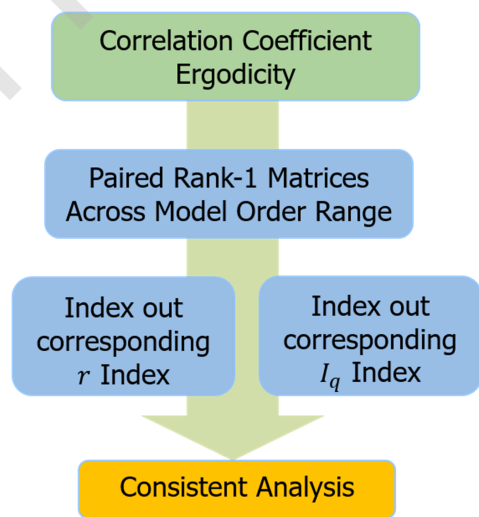 Correlation Coefficient
Ergodicity
Paired Rank-1 Matrices
Across Model Order Range
Index out
corresponding
r Index
Index out
corresponding
I_q Index
Consistent Analysis